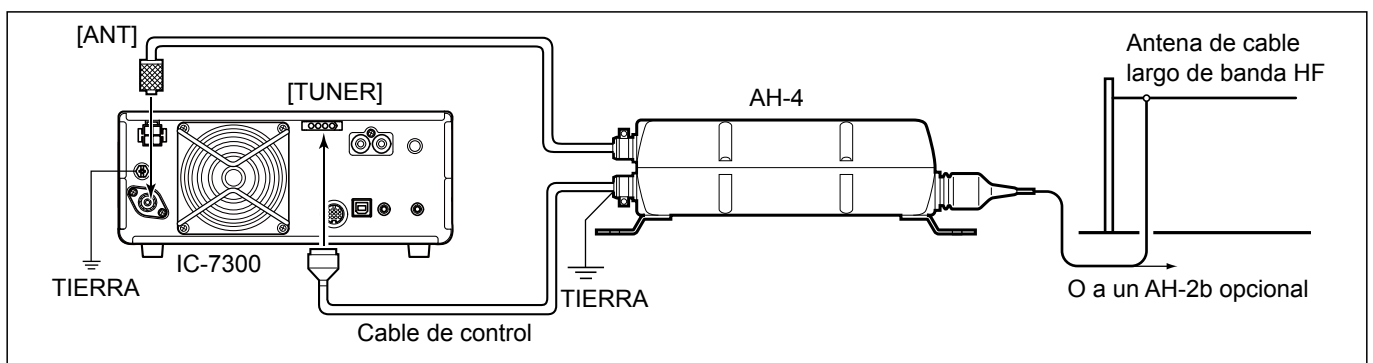 [ANT]
[TUNER]
AH-4
Antena de cable
largo de banda HF
IC-7300
TIERRA
TIERRA
Cable de control
O a un AH-2b opcional